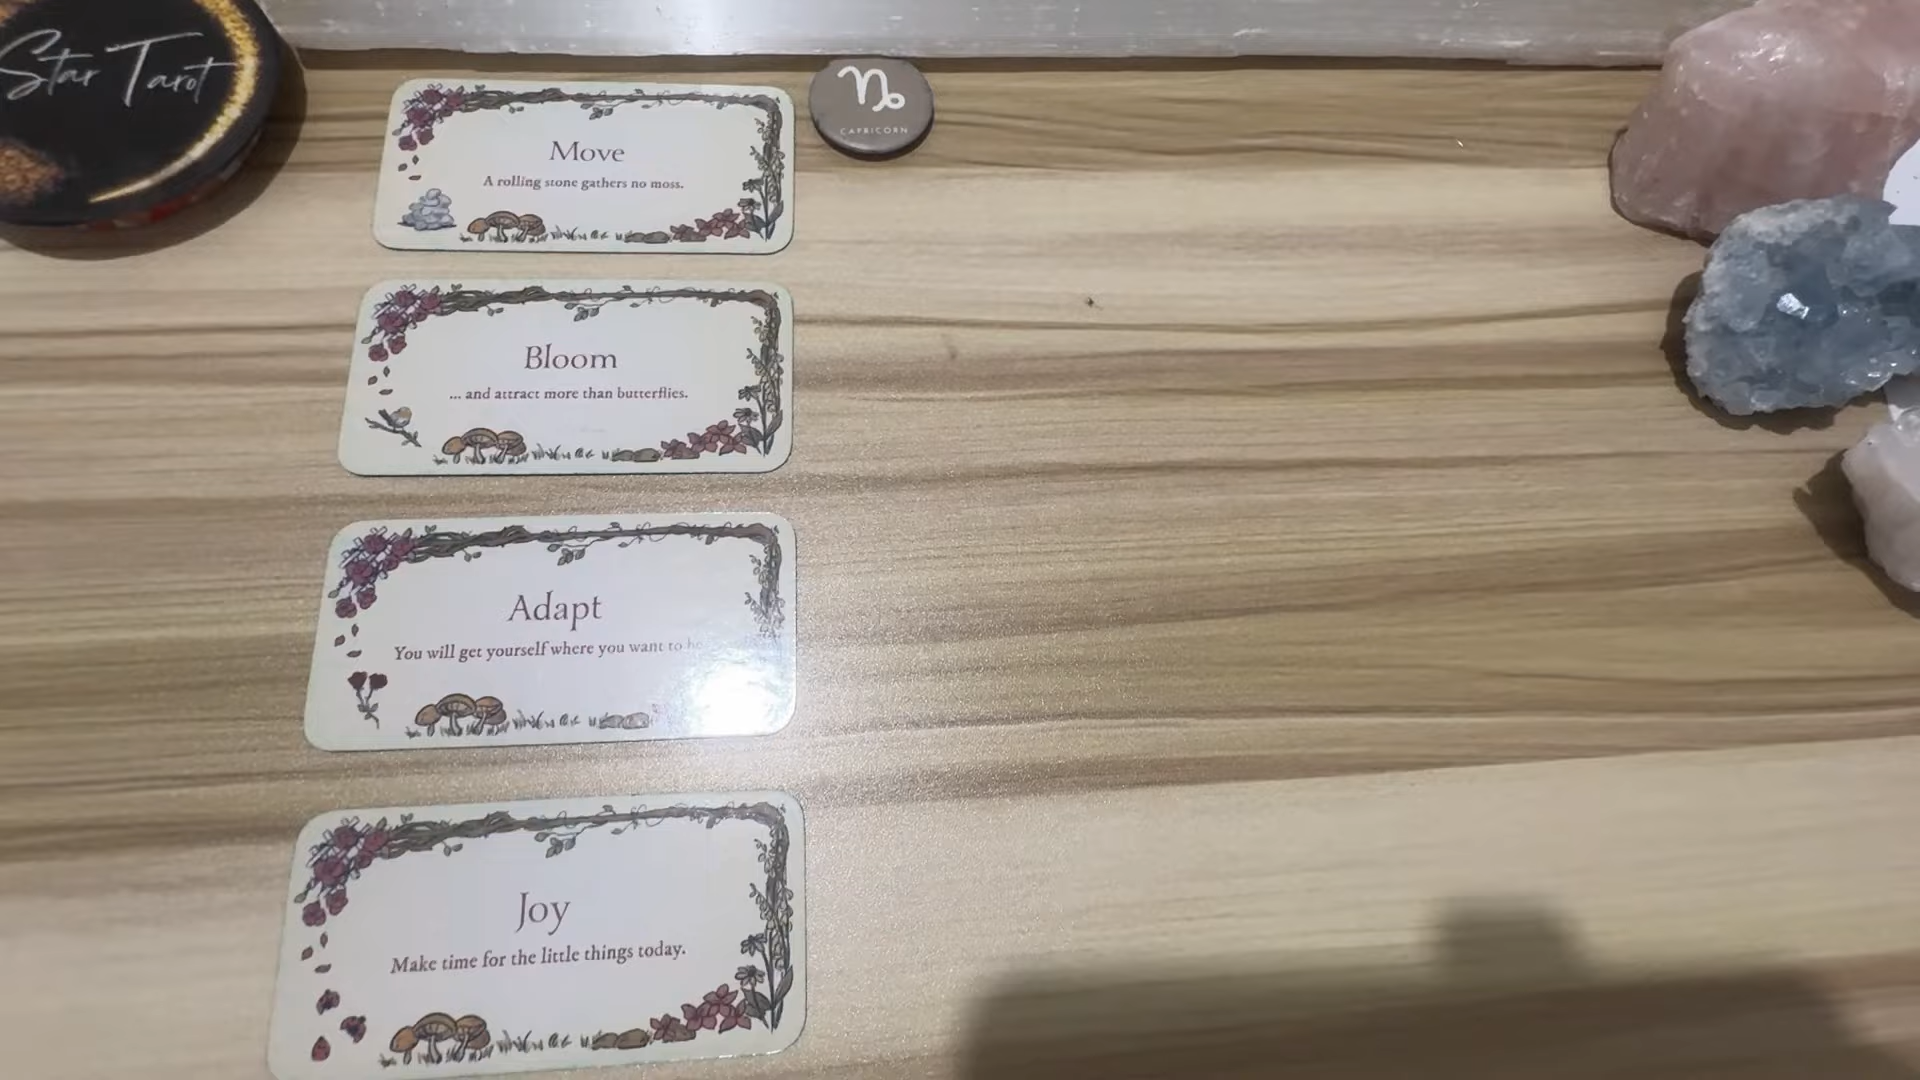 Star Tarot
Move
A rolling stone gathers no moss.
CAPRICORN
Bloom
... and attract more than butterflies.
Adapt
You will get yourself where you want to be
Joy
Make time for the little things today.